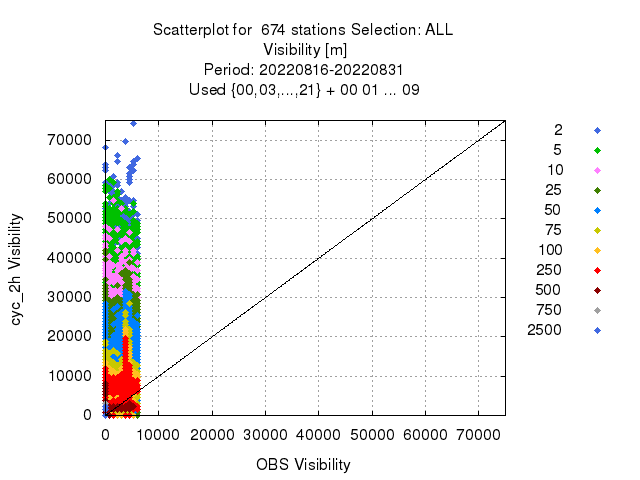 Scatterplot for 674 stations Selection: ALL
Visibility [m]
Period: 20220816-20220831
Used {00,03,...,21} + 00 01 ... 09
70000
60000
50000
40000
30000
20000
10000
0
cyc_2h Visibility
0 10000 20000 30000 40000 50000 60000 70000
OBS Visibility
2
5
10
25
50
75
100
250
500
750
2500